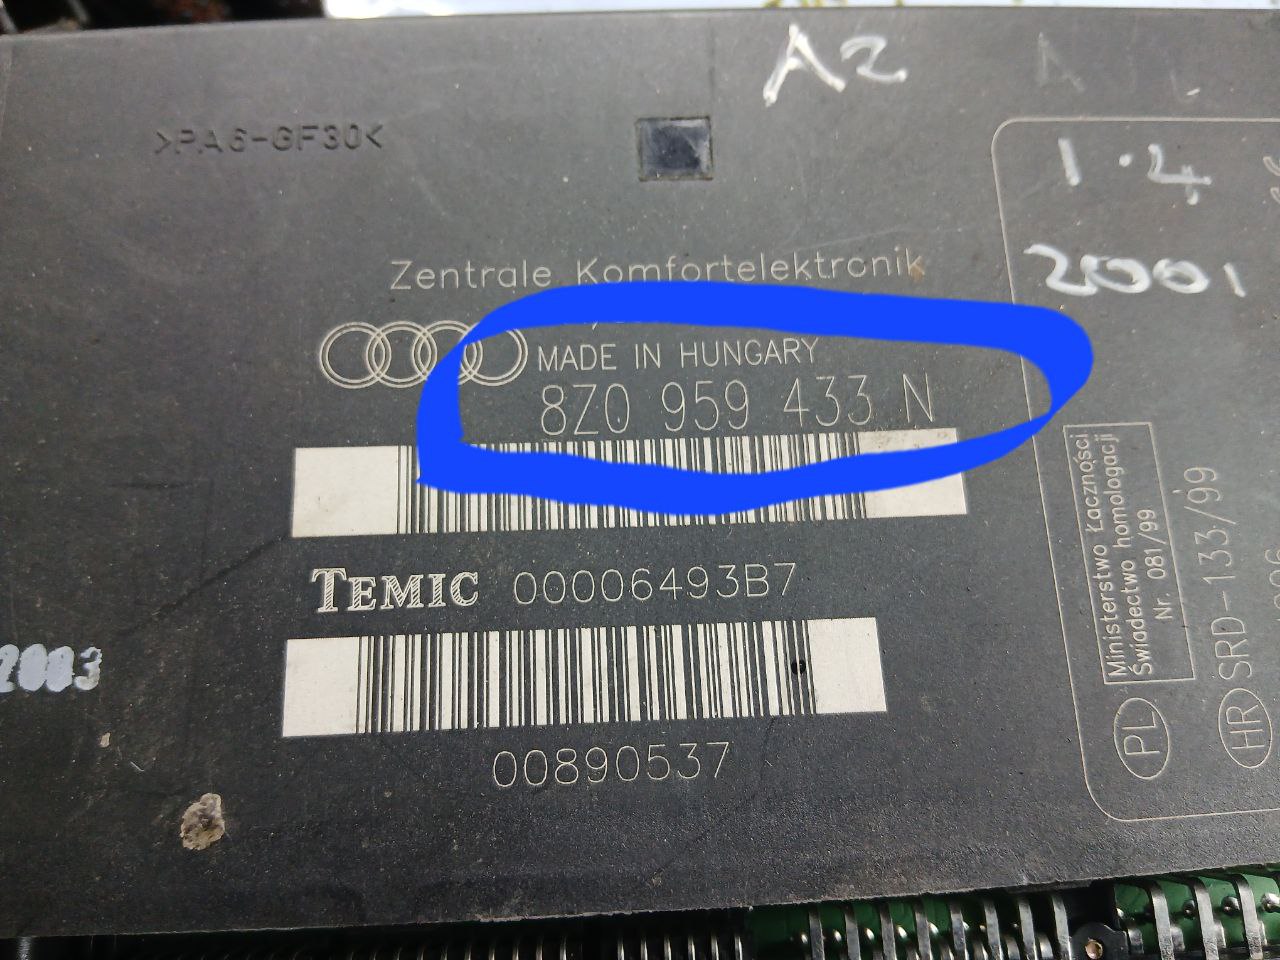 A2
>PA6-GF30<
1.4
2001
Zentrale Komfortelektronik
MADE IN HUNGARY
8Z0 959 433 N
TEMIC 00006493B7
00890537
2003
Ministerstwo Łączności
Świadectwo homologacji
Nr. 081/99
PL
SRD-133/99
HR